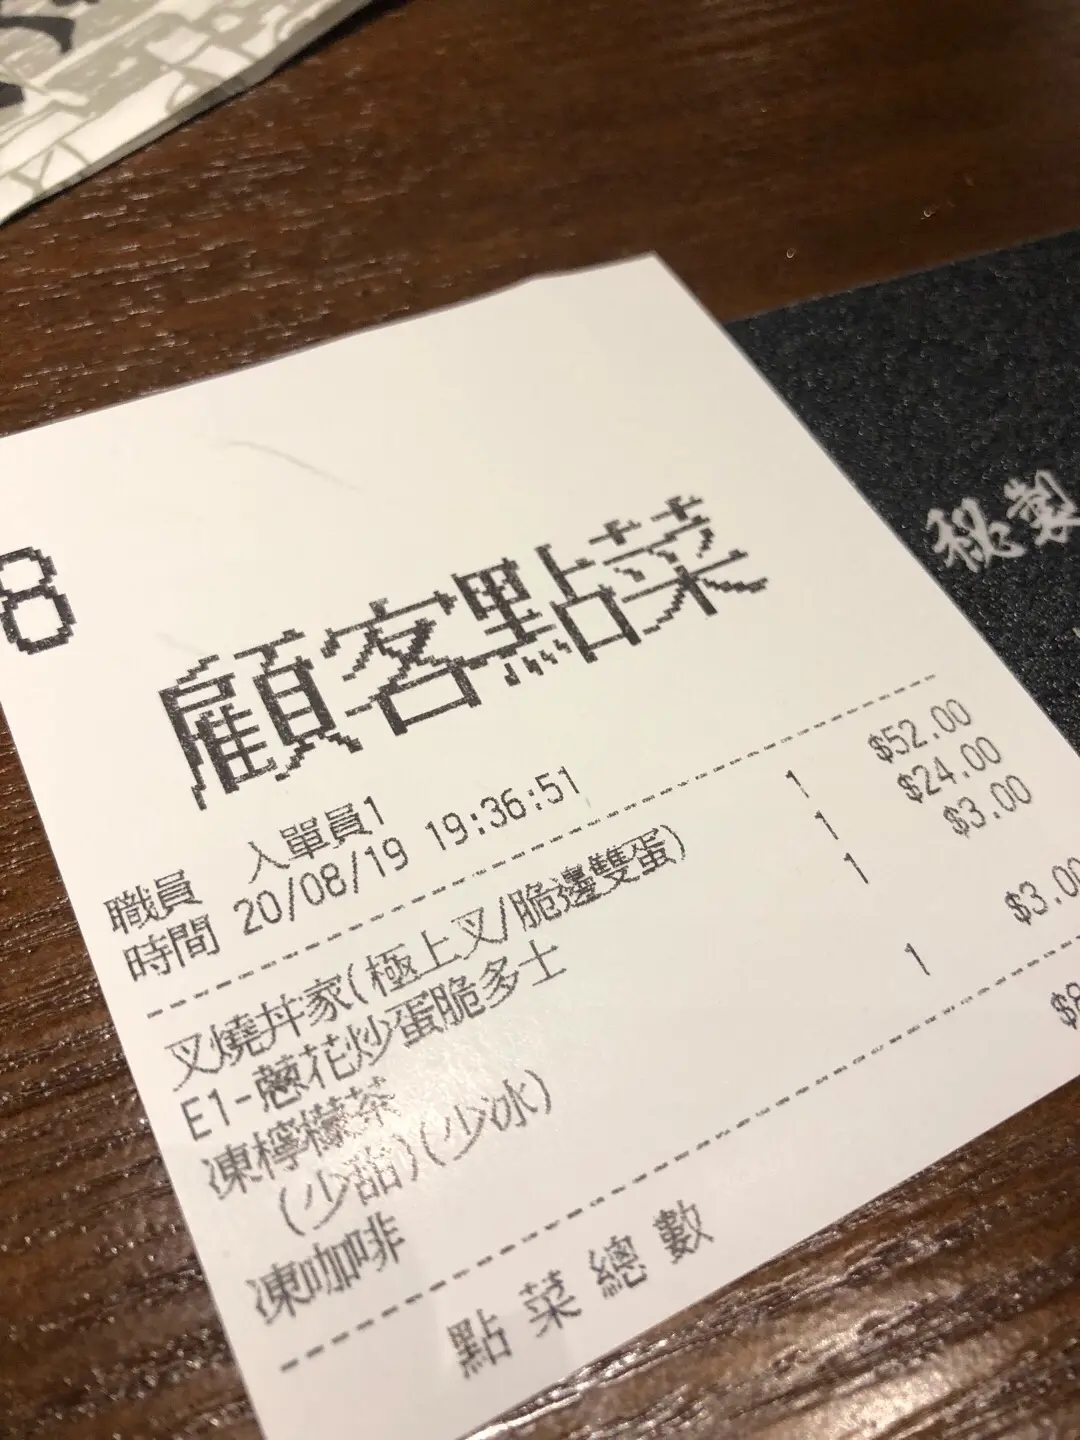 8
顧客點菜
職員 入單員1
時間 20/08/19 19:36:51
叉燒丼家(極上叉/脆邊雙蛋) 1 $52.00
E1-蔥花炒蛋脆多士 1 $24.00
凍檸檬茶 1 $3.00
(少甜)(少冰)
凍咖啡 1 $3.00
點菜總數 $8
秘製